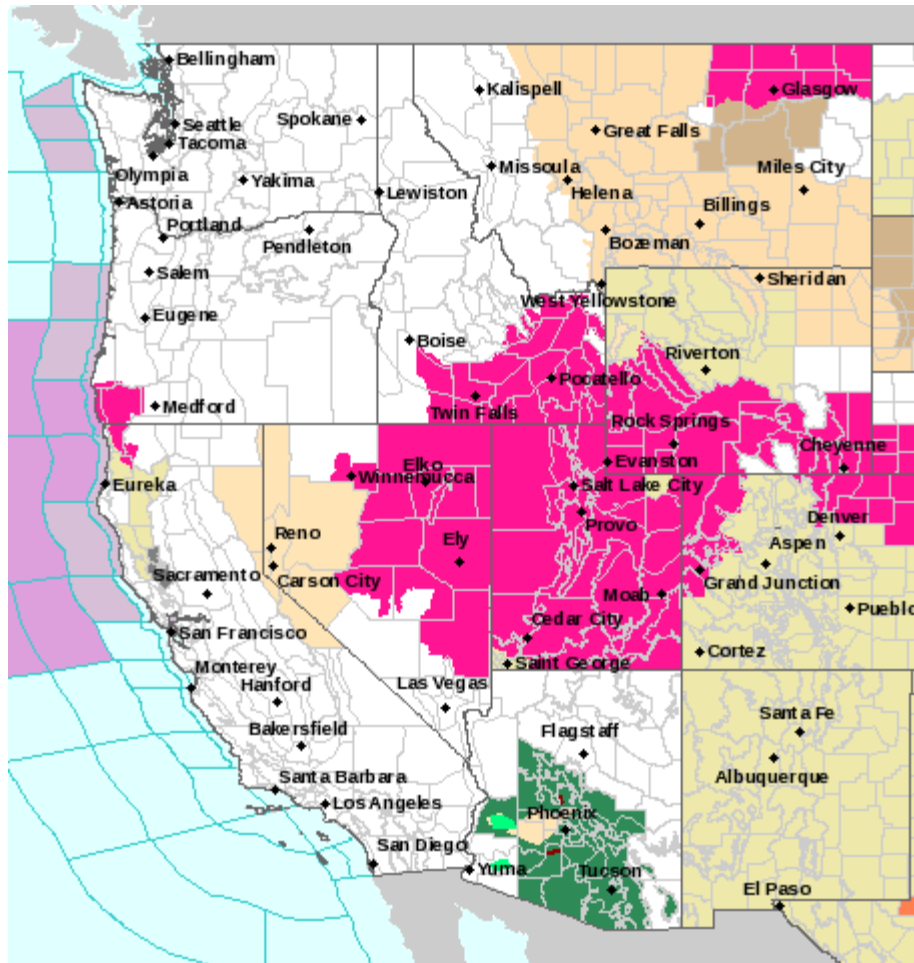 Bellingham
Kalispell
Glasgow
Seattle
Spokane
Great Falls
Tacoma
Olympia
Missoula
Miles City
Yakima
Helena
Lewiston
Astoria
Billings
Portland
Pendleton
Bozeman
Salem
Sheridan
West Yellowstone
Eugene
Boise
Riverton
Pocatello
Medford
Twin Falls
Rock Springs
Cheyenne
Elko
Evanston
Winnemucca
Eureka
Salt Lake City
Provo
Denver
Reno
Ely
Aspen
Sacramento
Carson City
Grand Junction
Moab
Pueblo
Cedar City
San Francisco
Cortez
Saint George
Monterey
Las Vegas
Hanford
Santa Fe
Bakersfield
Flagstaff
Albuquerque
Santa Barbara
Los Angeles
Phoenix
San Diego
Yuma
Tucson
El Paso